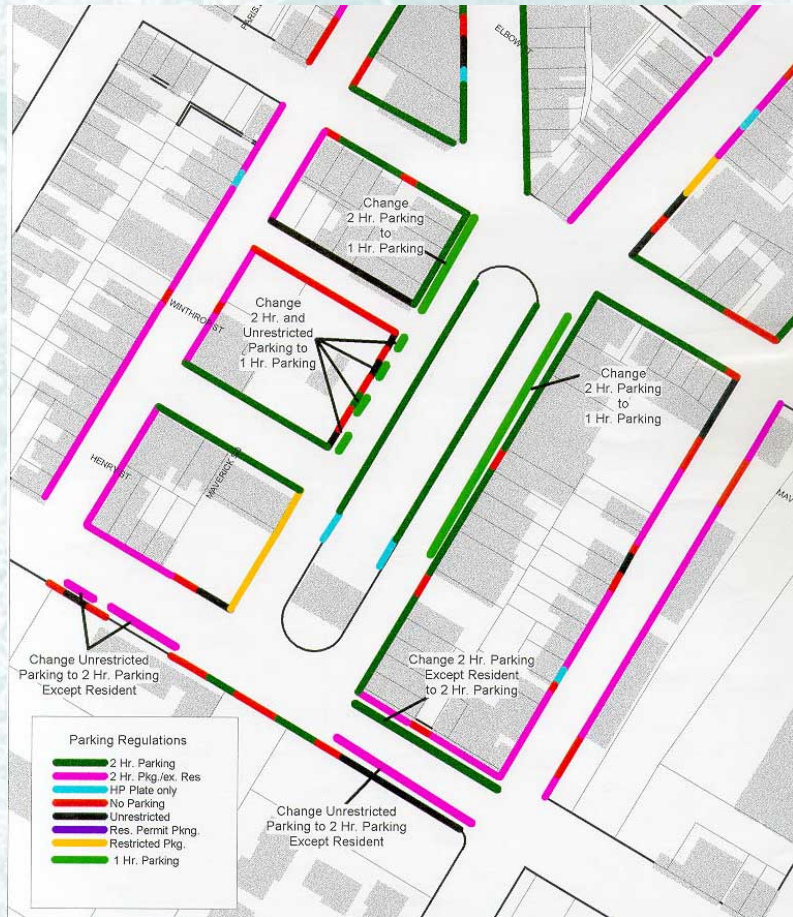 PARIS
ELBOW ST
Change
2 Hr. Parking
to
1 Hr. Parking
WINTHROP ST
Change
2 Hr. and
Unrestricted
Parking to
1 Hr. Parking
Change
2 Hr. Parking
to
1 Hr. Parking
HENRY ST
MAVERICK
MAV
Change Unrestricted
Parking to 2 Hr. Parking
Except Resident
Change 2 Hr. Parking
Except Resident
to 2 Hr. Parking
Change Unrestricted
Parking to 2 Hr. Parking
Except Resident
Parking Regulations
2 Hr. Parking
2 Hr. Pkg./ex. Res
HP Plate only
No Parking
Unrestricted
Res. Permit Pkng.
Restricted Pkg.
1 Hr. Parking